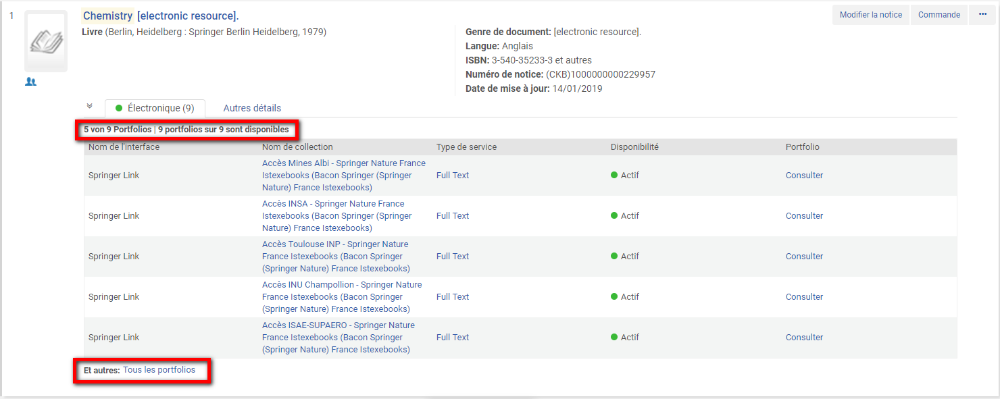 1
Chemistry [electronic resource].
Livre (Berlin, Heidelberg : Springer Berlin Heidelberg, 1979)
Modifier la notice Commande •••
Genre de document: [electronic resource].
Langue: Anglais
ISBN: 3-540-35233-3 et autres
Numéro de notice: (CKB)1000000000229957
Date de mise à jour: 14/01/2019
Électronique (9) Autres détails
5 von 9 Portfolios | 9 portfolios sur 9 sont disponibles
Nom de l'interface Nom de collection Type de service Disponibilité Portfolio
Accès Mines Albi - Springer Nature France
Springer Link Istexebooks (Bacon Springer (Springer Full Text Actif Consulter
Nature) France Istexebooks)
Accès INSA - Springer Nature France
Springer Link Istexebooks (Bacon Springer (Springer Full Text Actif Consulter
Nature) France Istexebooks)
Accès Toulouse INP - Springer Nature
Springer Link France Istexebooks (Bacon Springer Full Text Actif Consulter
(Springer Nature) France Istexebooks)
Accès INU Champollion - Springer Nature
Springer Link France Istexebooks (Bacon Springer Full Text Actif Consulter
(Springer Nature) France Istexebooks)
Accès ISAE-SUPAERO - Springer Nature
Springer Link France Istexebooks (Bacon Springer Full Text Actif Consulter
(Springer Nature) France Istexebooks)
Et autres: Tous les portfolios